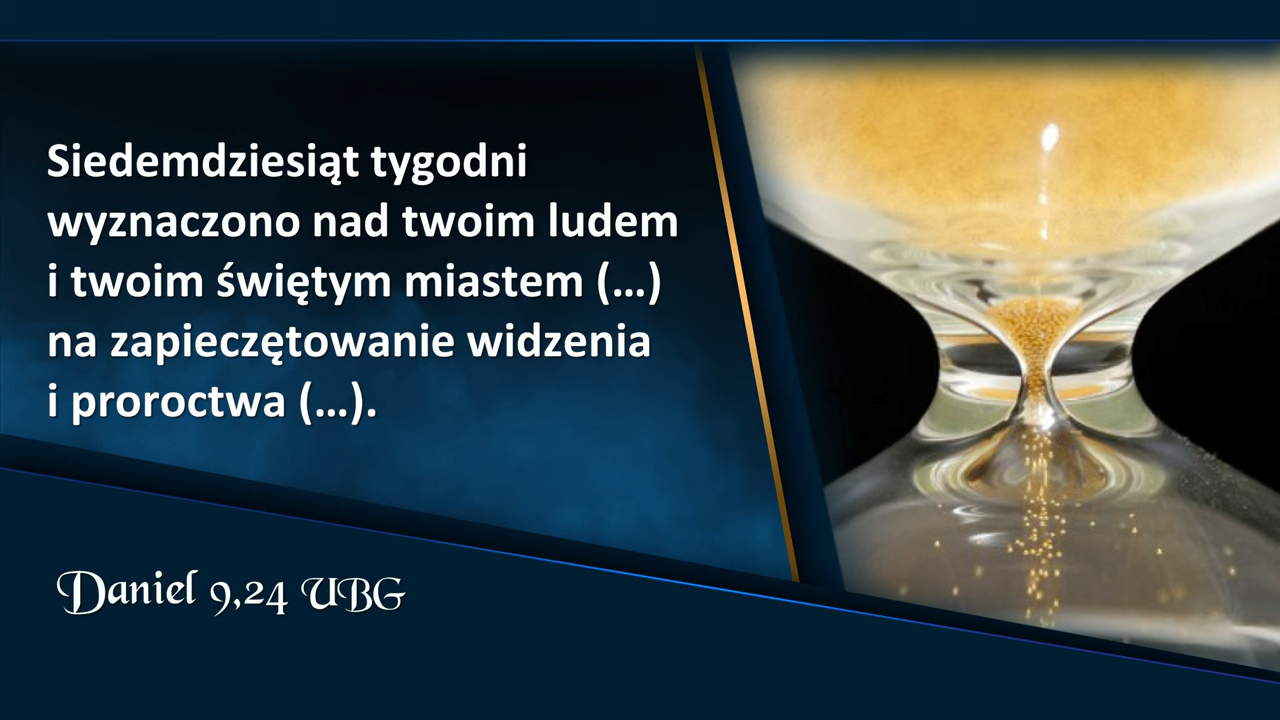 Siedemdziesiąt tygodni
wyznaczono nad twoim ludem
i twoim świętym miastem (...)
na zapieczętowanie widzenia
i proroctwa (...).
Daniel 9,24 UBG